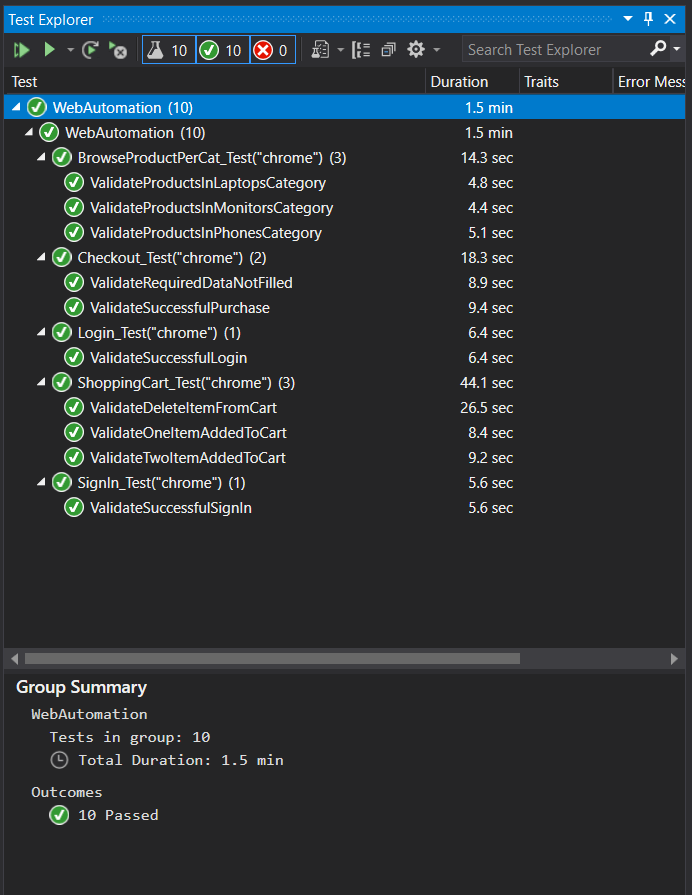 Test Explorer
10 10 0
Search Test Explorer
Test Duration Traits Error Mess
WebAutomation (10) 1.5 min
WebAutomation (10) 1.5 min
BrowseProductPerCat_Test("chrome") (3) 14.3 sec
ValidateProductsInLaptopsCategory 4.8 sec
ValidateProductsInMonitorsCategory 4.4 sec
ValidateProductsInPhonesCategory 5.1 sec
Checkout_Test("chrome") (2) 18.3 sec
ValidateRequiredDataNotFilled 8.9 sec
ValidateSuccessfulPurchase 9.4 sec
Login_Test("chrome") (1) 6.4 sec
ValidateSuccessfulLogin 6.4 sec
ShoppingCart_Test("chrome") (3) 44.1 sec
ValidateDeleteItemFromCart 26.5 sec
ValidateOneItemAddedToCart 8.4 sec
ValidateTwoItemAddedToCart 9.2 sec
SignIn_Test("chrome") (1) 5.6 sec
ValidateSuccessfulSignIn 5.6 sec
Group Summary
WebAutomation
Tests in group: 10
Total Duration: 1.5 min
Outcomes
10 Passed